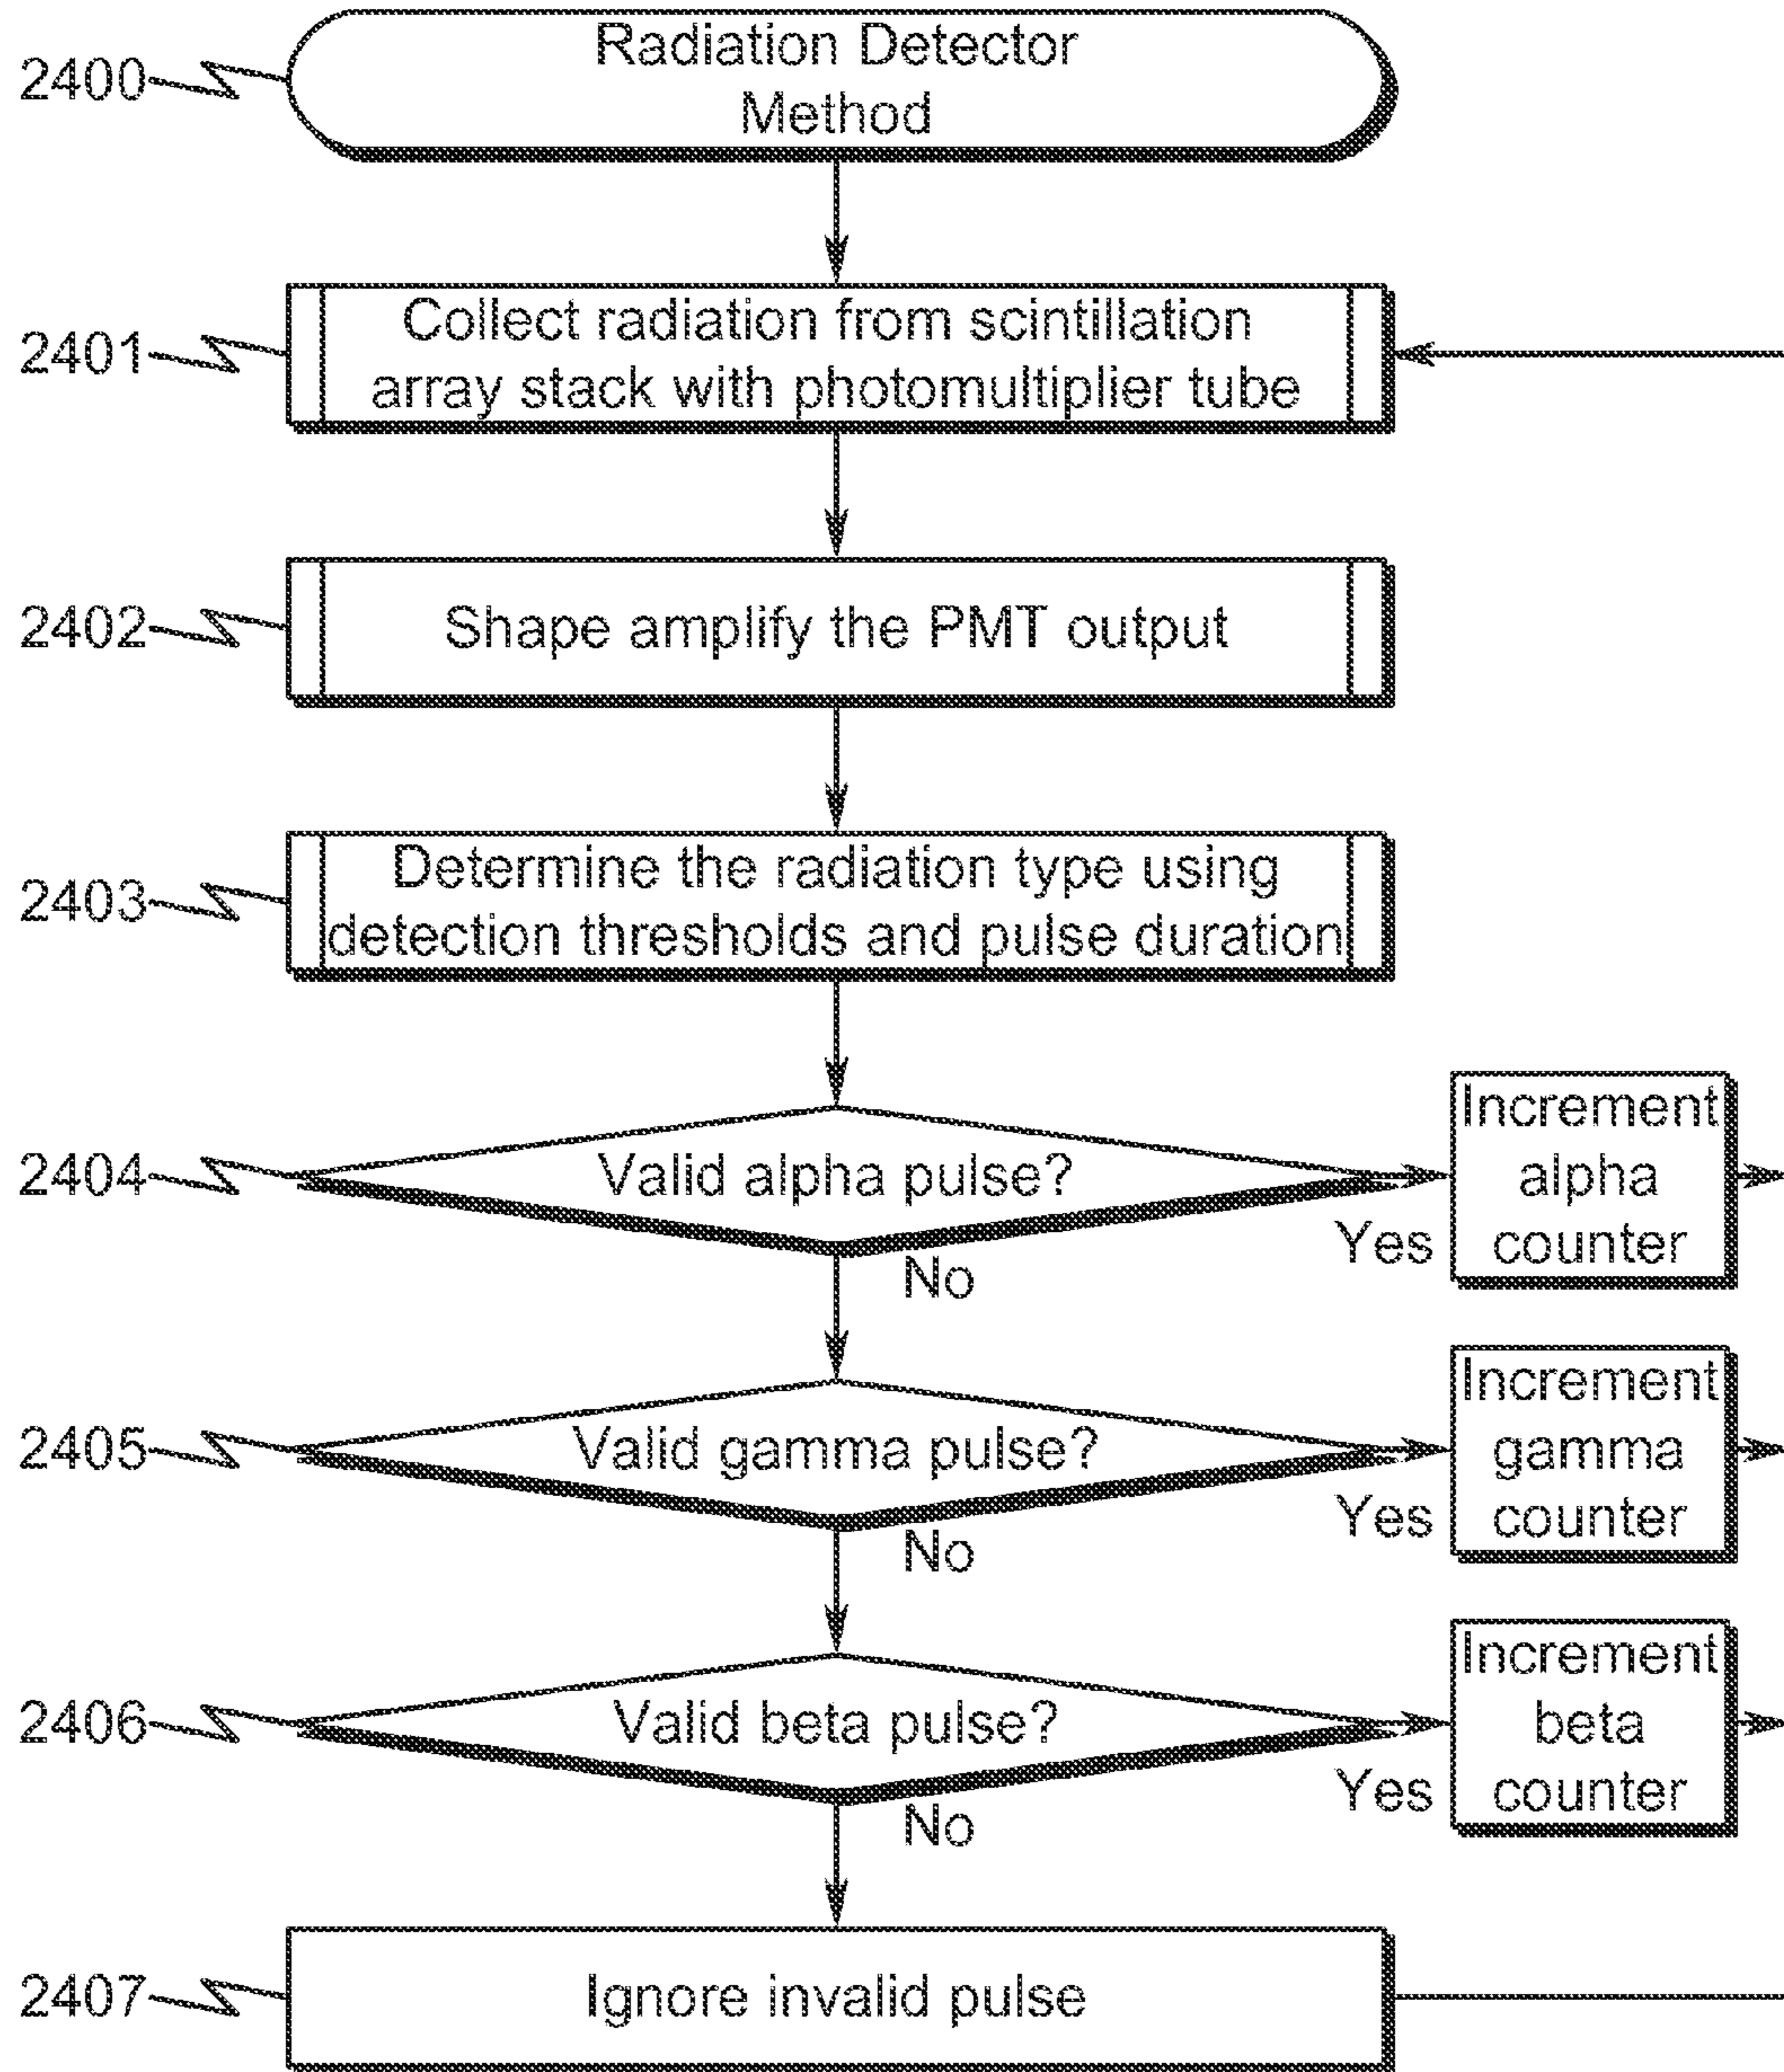 2400
Radiation Detector
Method
2401
Collect radiation from scintillation
array stack with photomultiplier tube
2402
Shape amplify the PMT output
2403
Determine the radiation type using
detection thresholds and pulse duration
2404
Valid alpha pulse?
Yes
Increment
alpha
counter
No
2405
Valid gamma pulse?
Yes
Increment
gamma
counter
No
2406
Valid beta pulse?
Yes
Increment
beta
counter
No
2407
Ignore invalid pulse